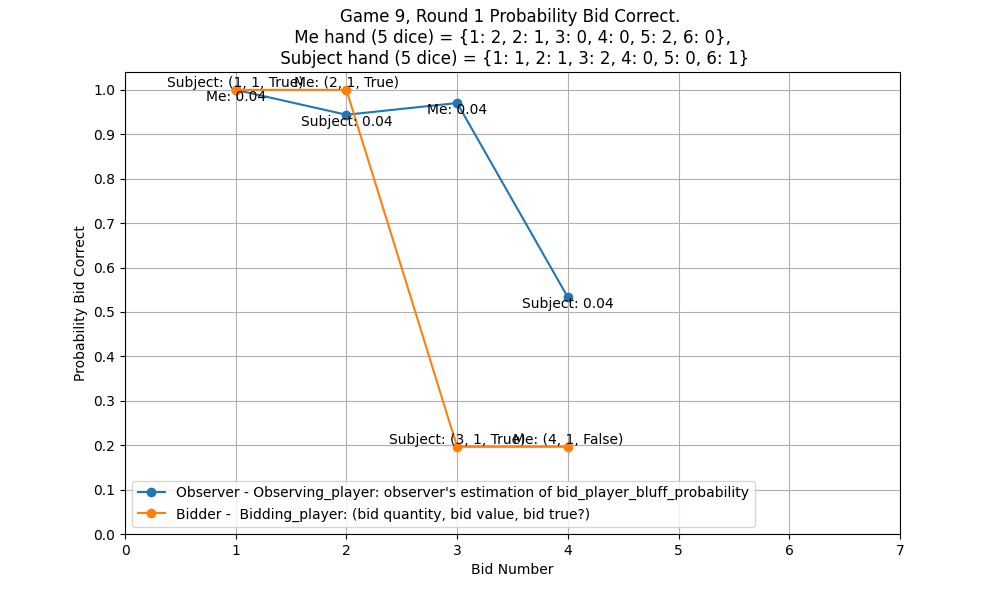 Game 9, Round 1 Probability Bid Correct.
Me hand (5 dice) = {1: 2, 2: 1, 3: 0, 4: 0, 5: 2, 6: 0},
Subject hand (5 dice) = {1: 1, 2: 1, 3: 2, 4: 0, 5: 0, 6: 1}
Subject: (1, 1, True)
Me: (2, 1, True)
Me: 0.04
Subject: 0.04
Me: 0.04
Subject: 0.04
Subject: (3, 1, True)
Me: (4, 1, False)
Probability Bid Correct
1.0
0.9
0.8
0.7
0.6
0.5
0.4
0.3
0.2
0.1
0.0
Observer - Observing_player: observer's estimation of bid_player_bluff_probability
Bidder -  Bidding_player: (bid quantity, bid value, bid true?)
0 1 2 3 4 5 6 7
Bid Number